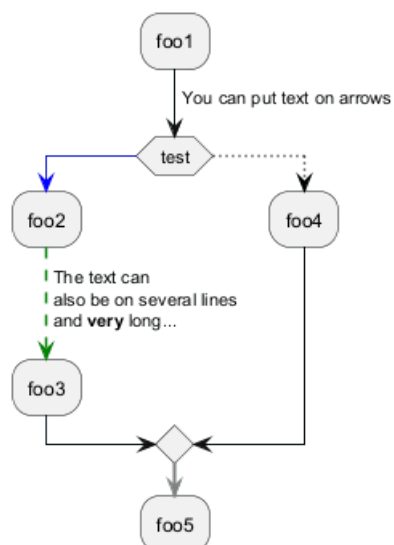 foo1
You can put text on arrows
test
foo2
foo4
The text can
also be on several lines
and very long...
foo3
foo5